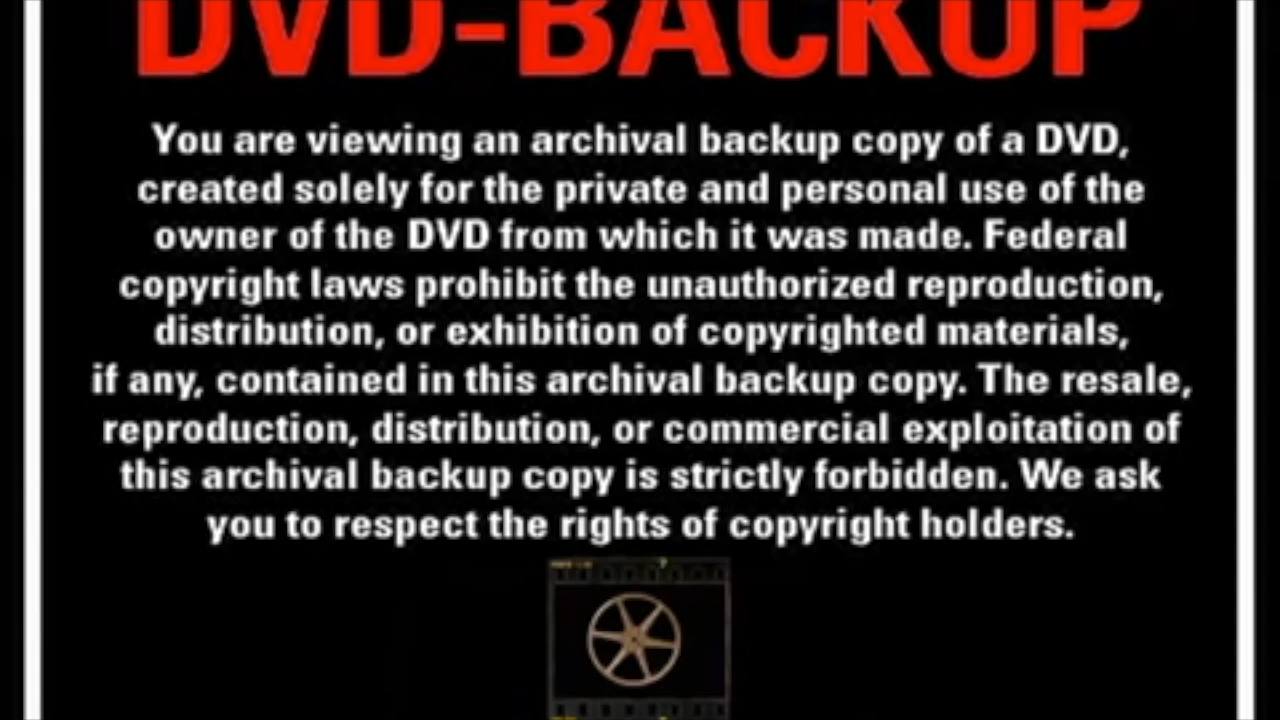 DVD-BACKUP
You are viewing an archival backup copy of a DVD,
created solely for the private and personal use of the
owner of the DVD from which it was made. Federal
copyright laws prohibit the unauthorized reproduction,
distribution, or exhibition of copyrighted materials,
if any, contained in this archival backup copy. The resale,
reproduction, distribution, or commercial exploitation of
this archival backup copy is strictly forbidden. We ask
you to respect the rights of copyright holders.